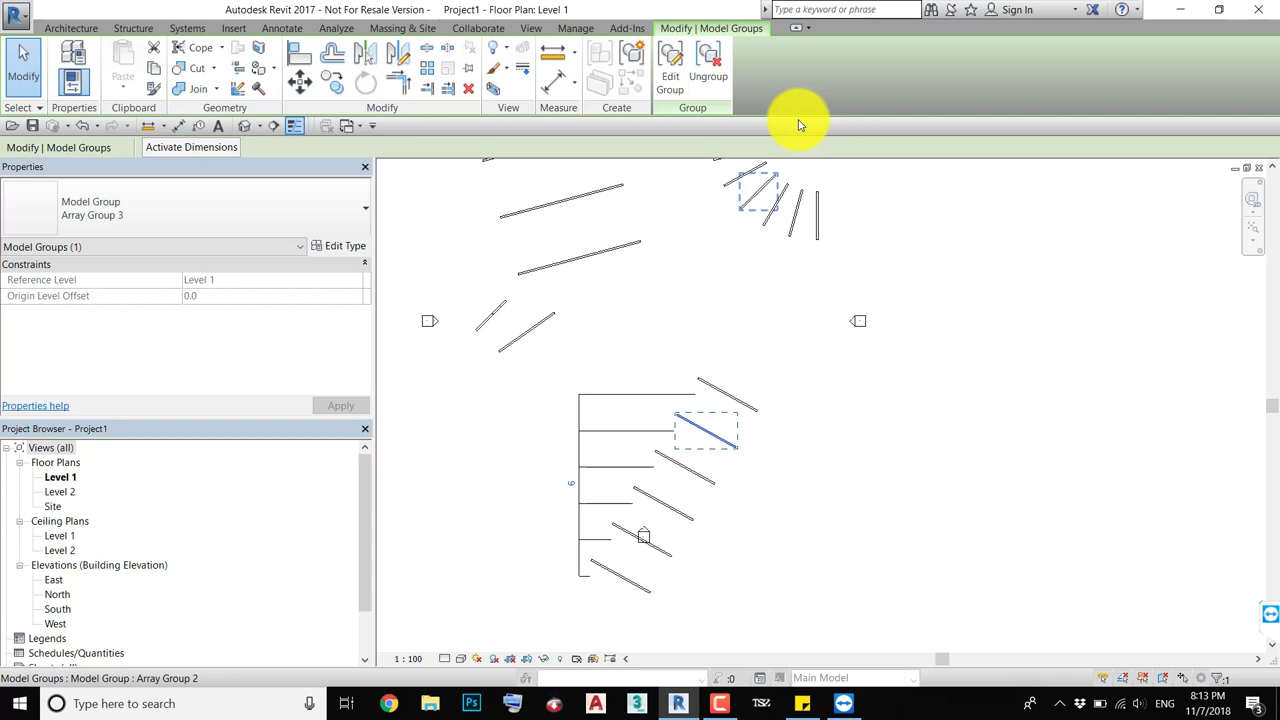 Autodesk Revit 2017 - Not For Resale Version - Project1 - Floor Plan: Level 1
Type a keyword or phrase
Sign In
Architecture Structure Systems Insert Annotate Analyze Massing & Site Collaborate View Manage Add-Ins Modify | Model Groups
Modify
Paste
Cope
Cut
Join
Edit Group
Ungroup
Select Properties Clipboard Geometry Modify View Measure Create Group
Modify | Model Groups Activate Dimensions
Properties
Model Group
Array Group 3
Model Groups (1) Edit Type
Constraints
Reference Level Level 1
Origin Level Offset 0.0
Properties help Apply
Project Browser - Project1
Views (all)
Floor Plans
Level 1
Level 2
Site
Ceiling Plans
Level 1
Level 2
Elevations (Building Elevation)
East
North
South
West
Legends
Schedules/Quantities
6
1 : 100
Model Groups : Model Group : Array Group 2
:0
Main Model
:1
Type here to search
ENG
8:13 PM
11/7/2018